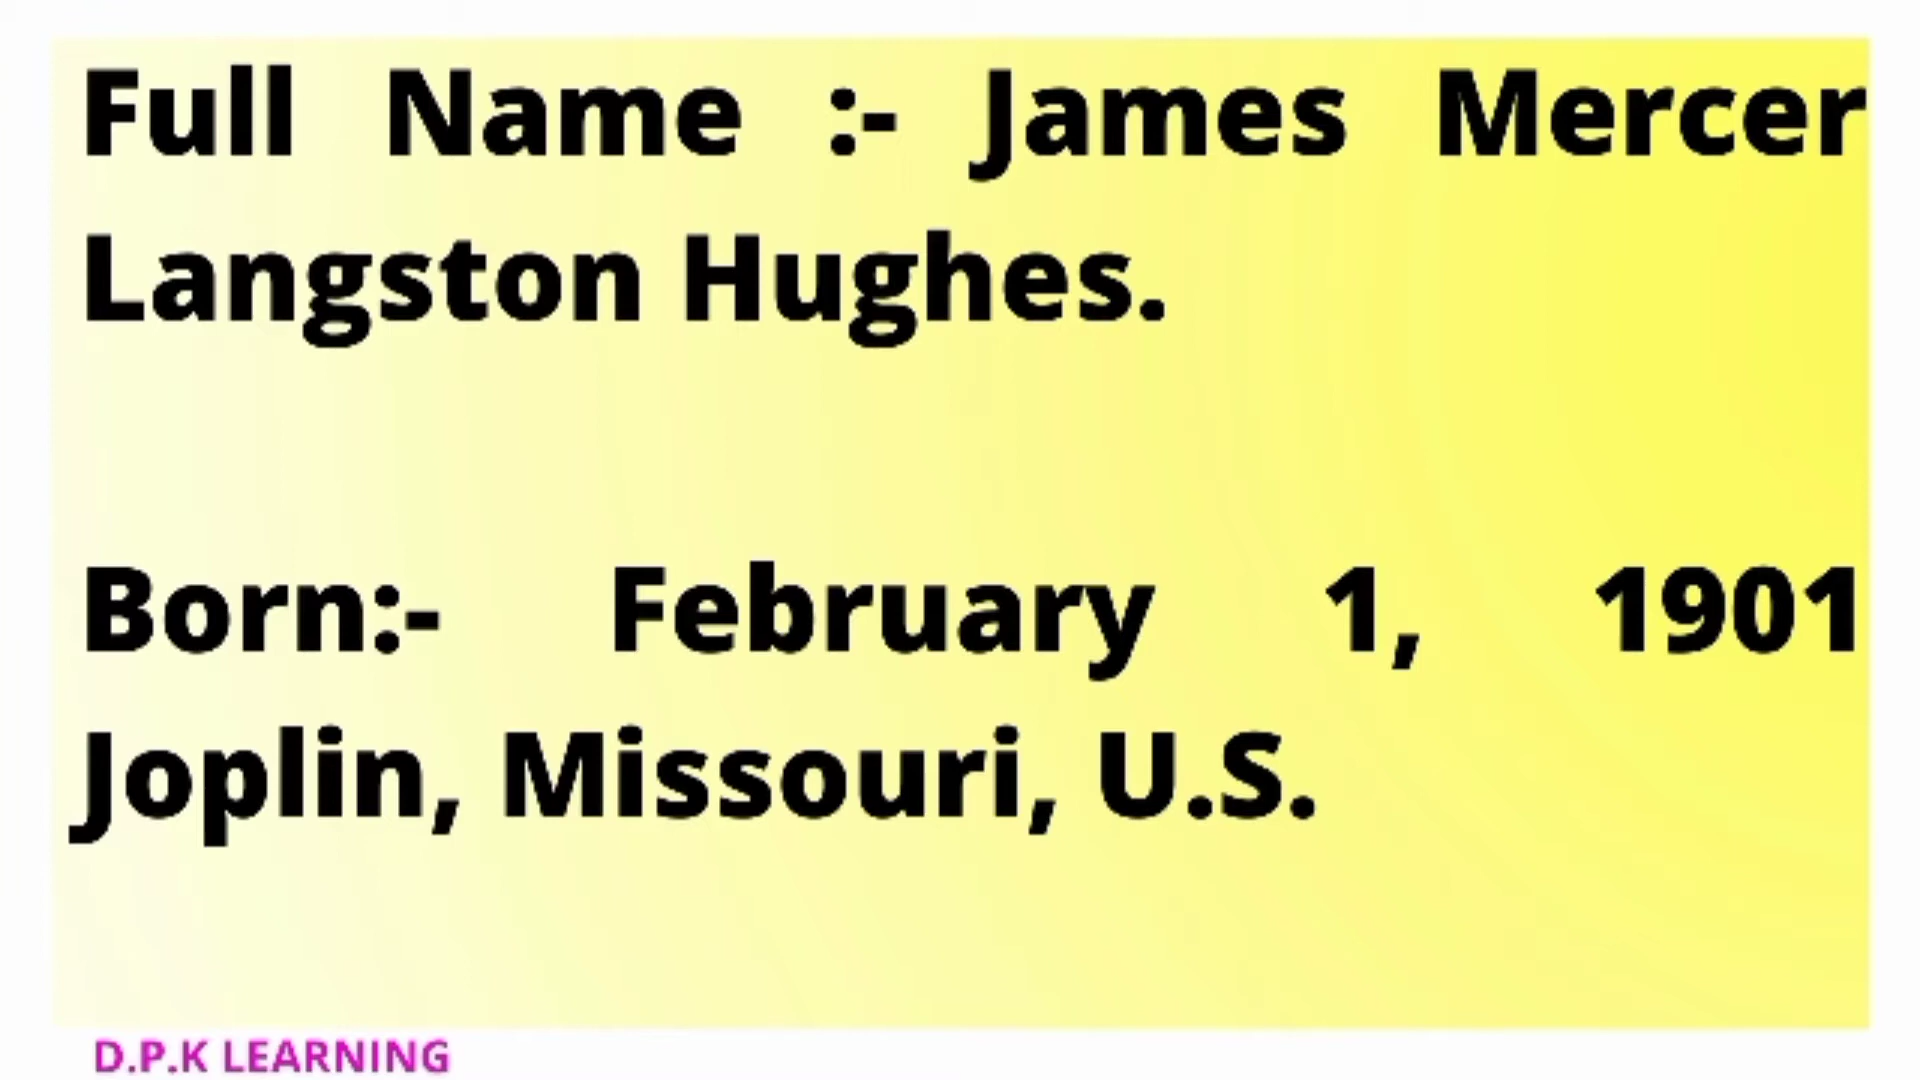 Full Name :- James Mercer
Langston Hughes.
Born:- February 1, 1901
Joplin, Missouri, U.S.
D.P.K LEARNING